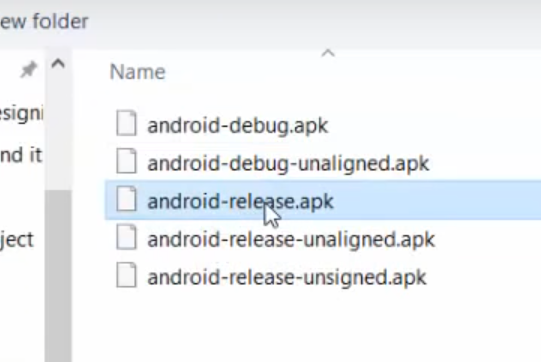 ew folder
Name
esigni
nd it
ject
android-debug.apk
android-debug-unaligned.apk
android-release.apk
android-release-unaligned.apk
android-release-unsigned.apk